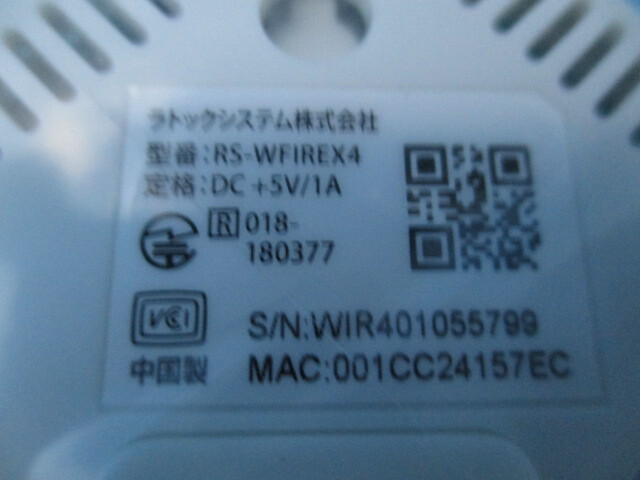 ラトックシステム株式会社
型番:RS-WFIREX4
定格:DC +5V/1A
R 018-
180377
VCI
S/N:WIR401055799
中国製 MAC:001CC24157EC